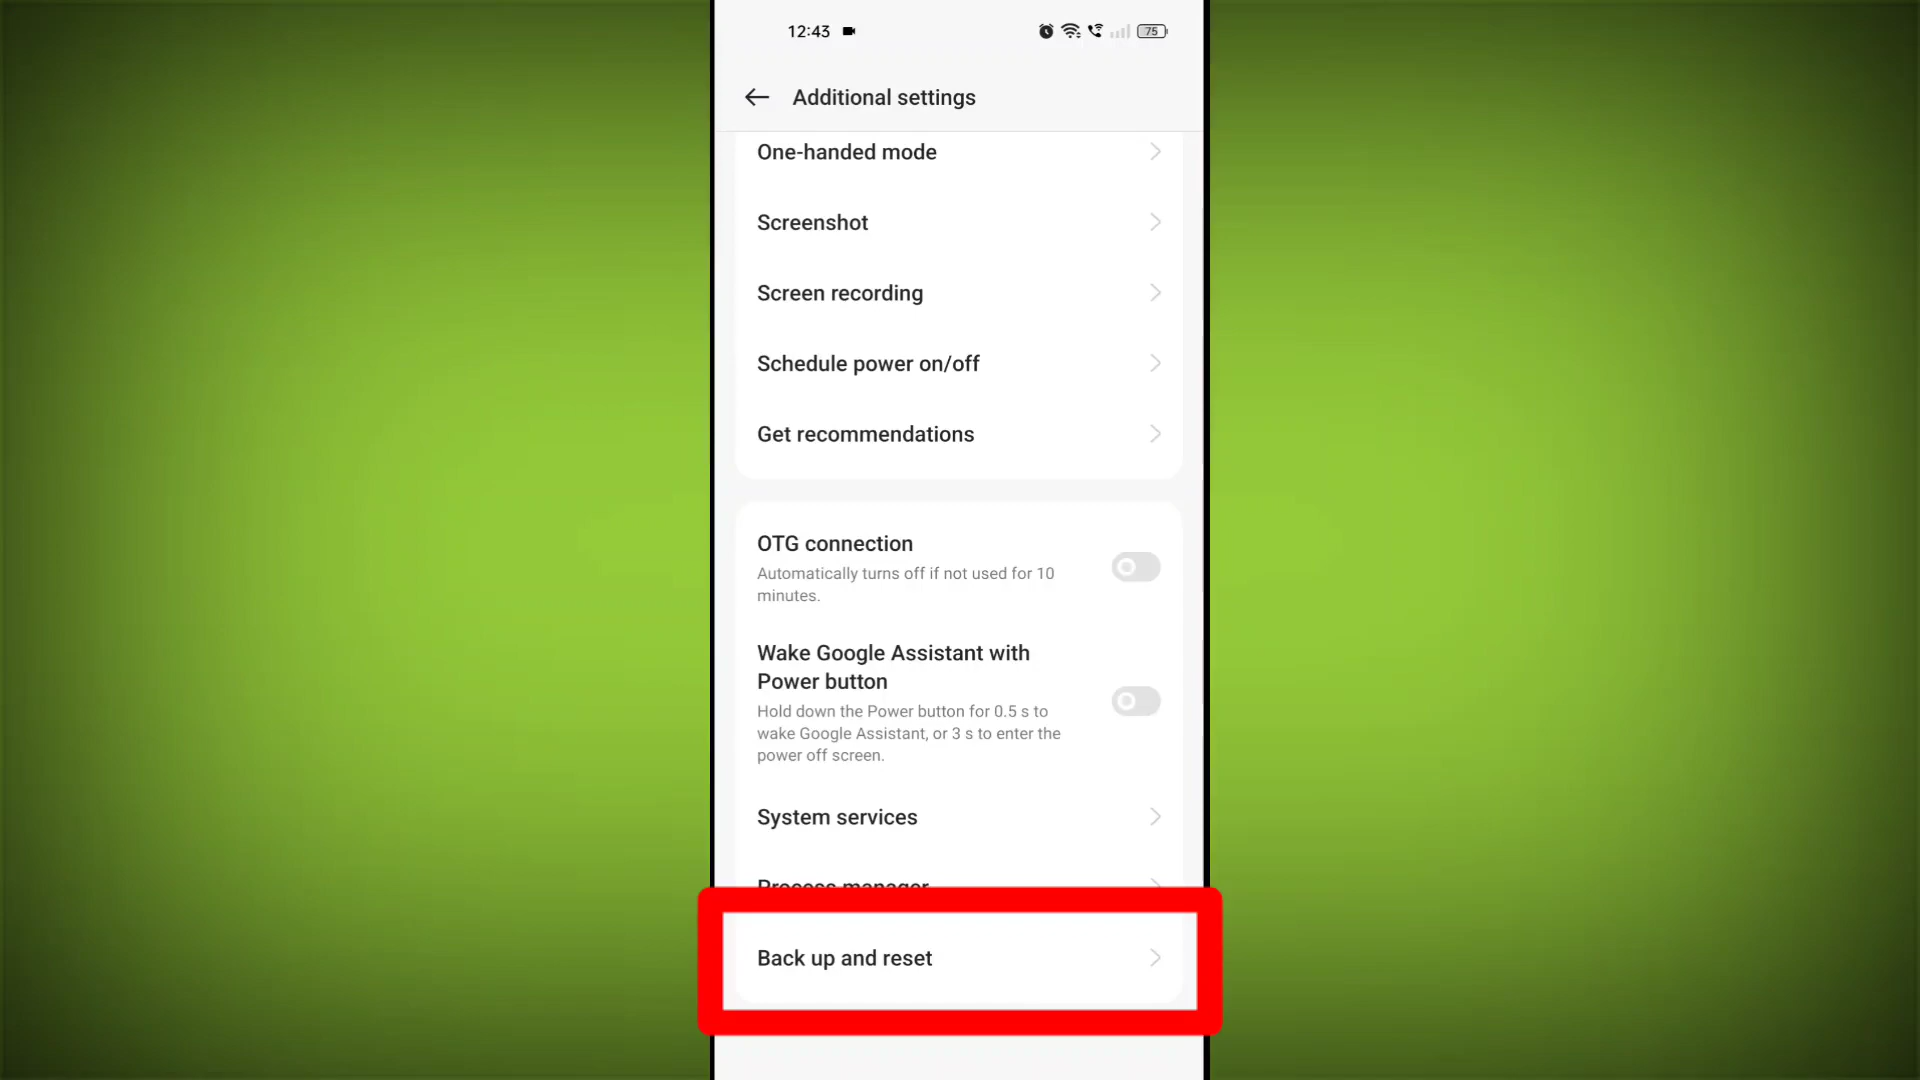 12:43
75
Additional settings
One-handed mode
Screenshot
Screen recording
Schedule power on/off
Get recommendations
OTG connection
Automatically turns off if not used for 10
minutes.
Wake Google Assistant with
Power button
Hold down the Power button for 0.5 s to
wake Google Assistant, or 3 s to enter the
power off screen.
System services
Process manager
Back up and reset